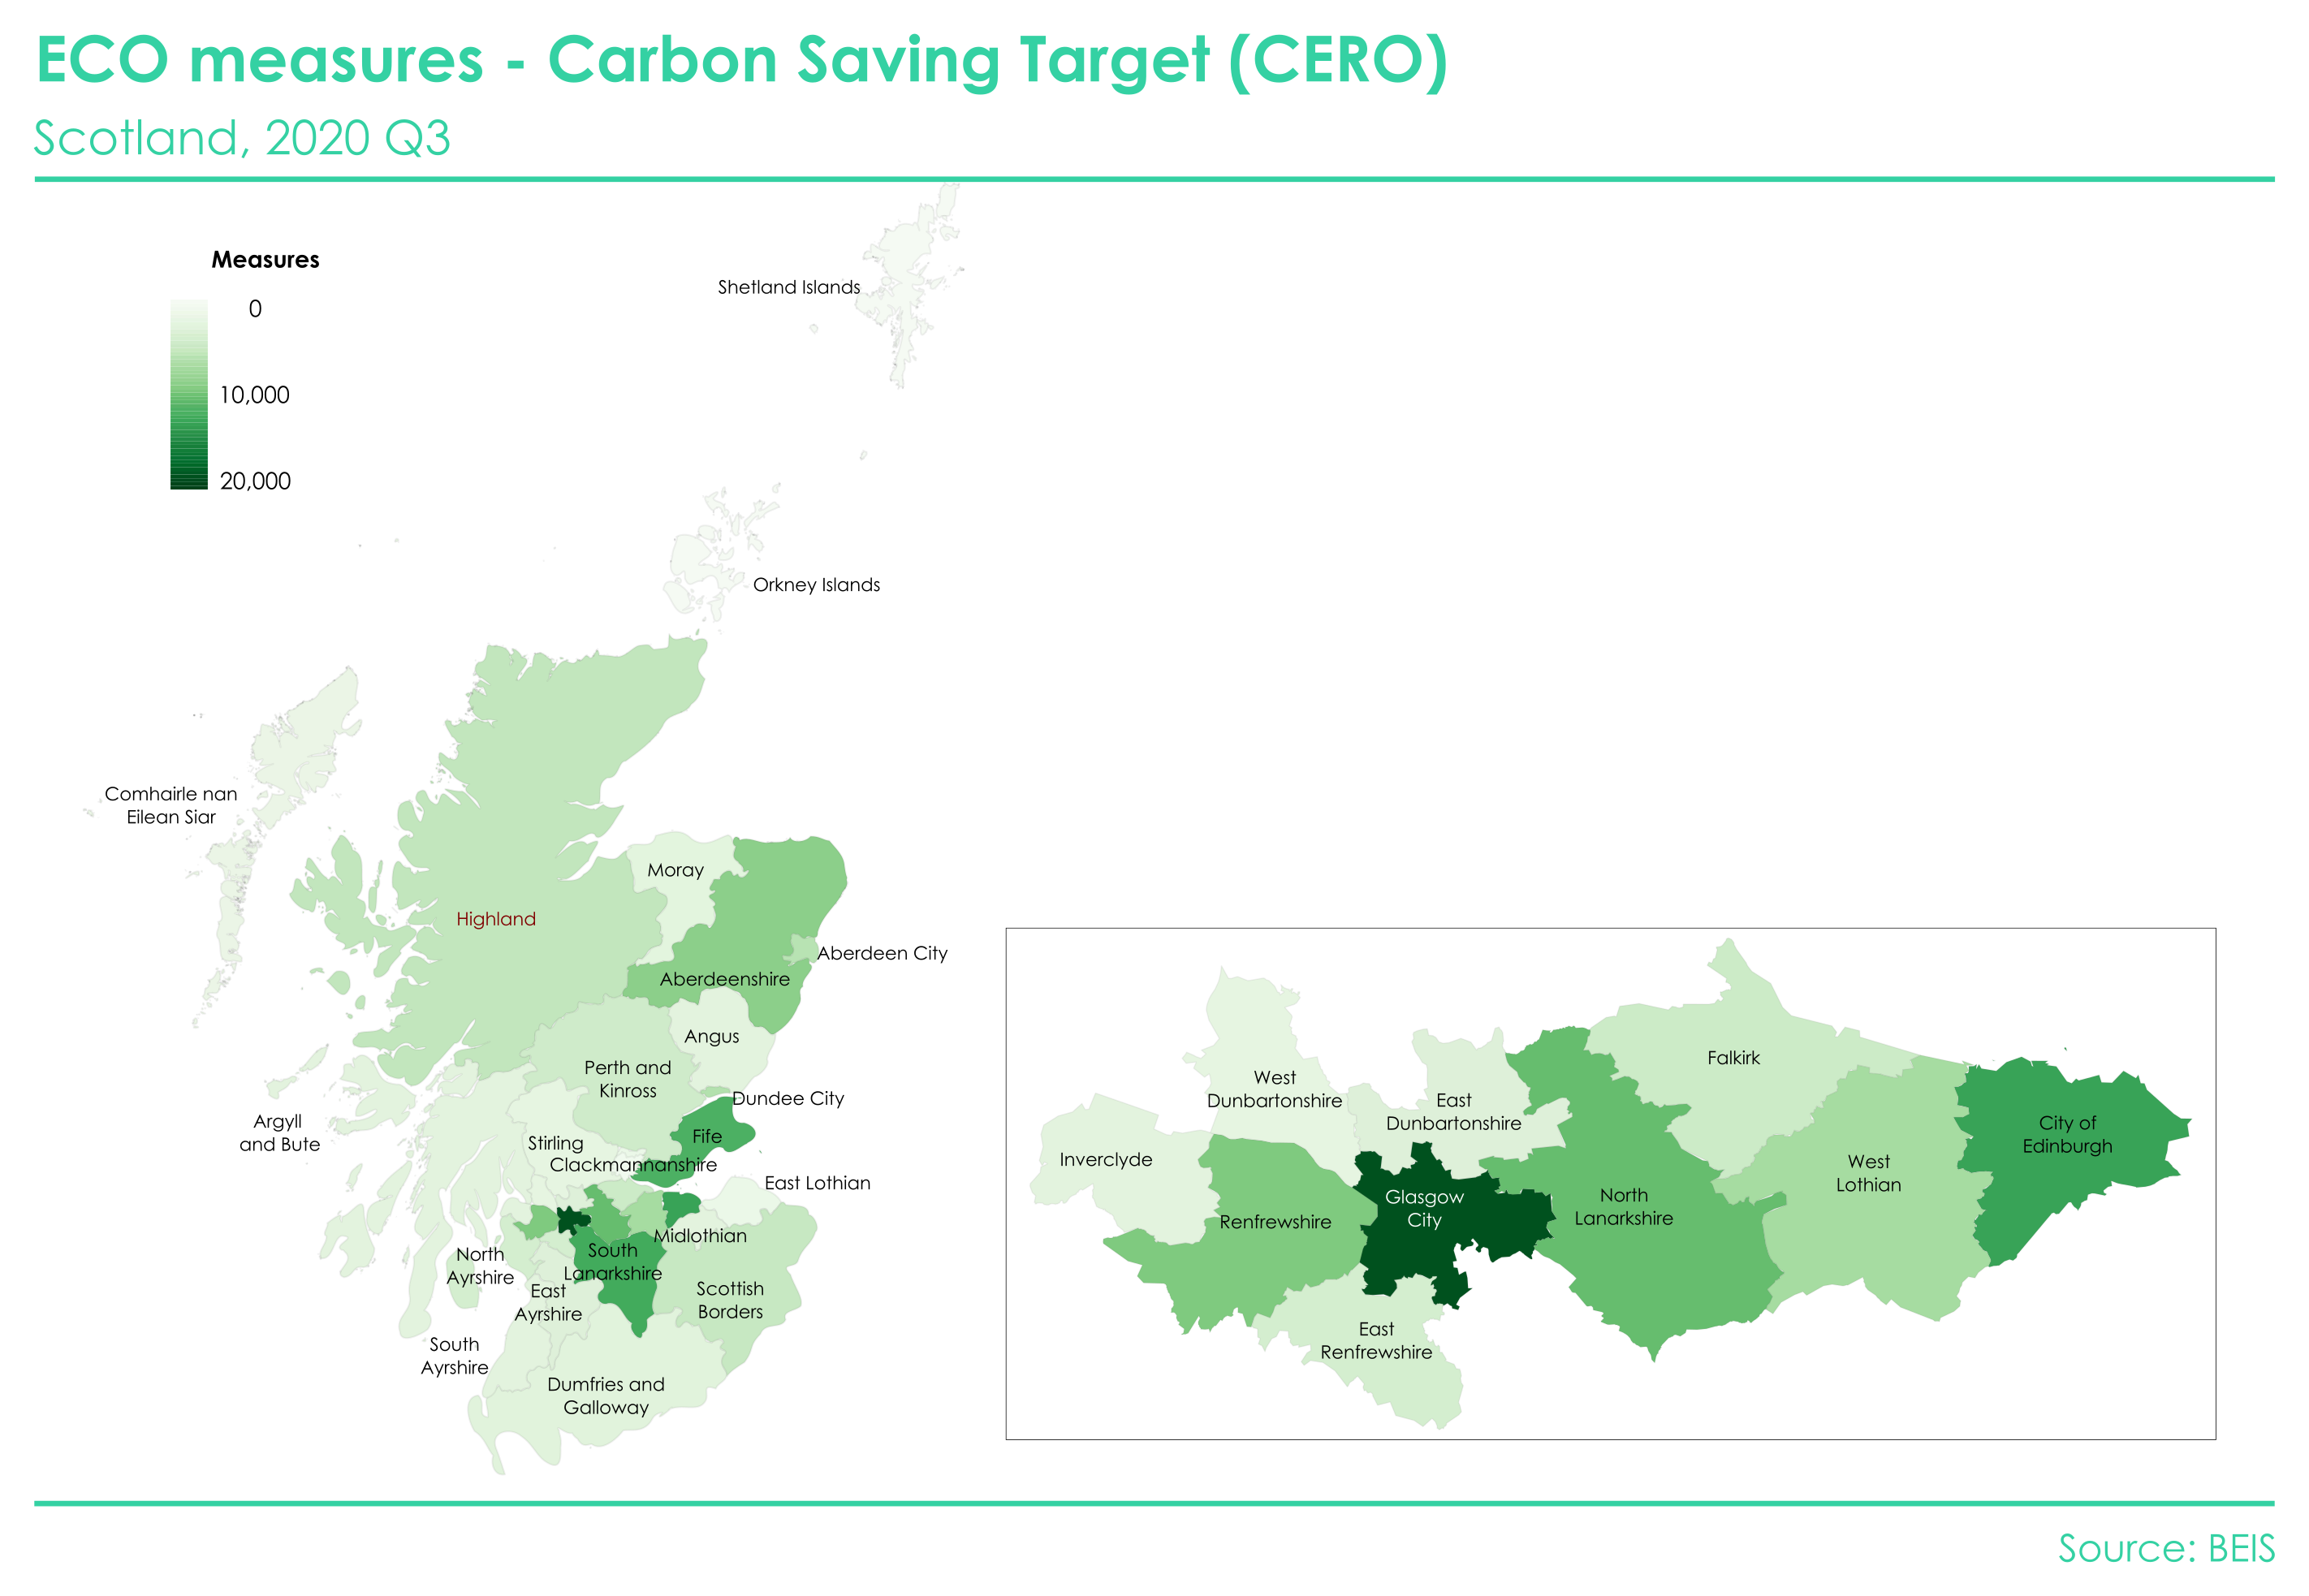 ECO measures - Carbon Saving Target (CERO)
Scotland, 2020 Q3
Measures
0
10,000
20,000
Shetland Islands
Orkney Islands
Comhairle nan
Eilean Siar
Moray
Highland
Aberdeen City
Aberdeenshire
Angus
Perth and
Kinross
Dundee City
Argyll
and Bute
Fife
Stirling
Clackmannanshire
East Lothian
Midlothian
North
Ayrshire
South
Lanarkshire
East
Ayrshire
Scottish
Borders
South
Ayrshire
Dumfries and
Galloway
West
Dunbartonshire
East
Dunbartonshire
Falkirk
City of
Edinburgh
Inverclyde
West
Lothian
Renfrewshire
Glasgow
City
North
Lanarkshire
East
Renfrewshire
Source: BEIS